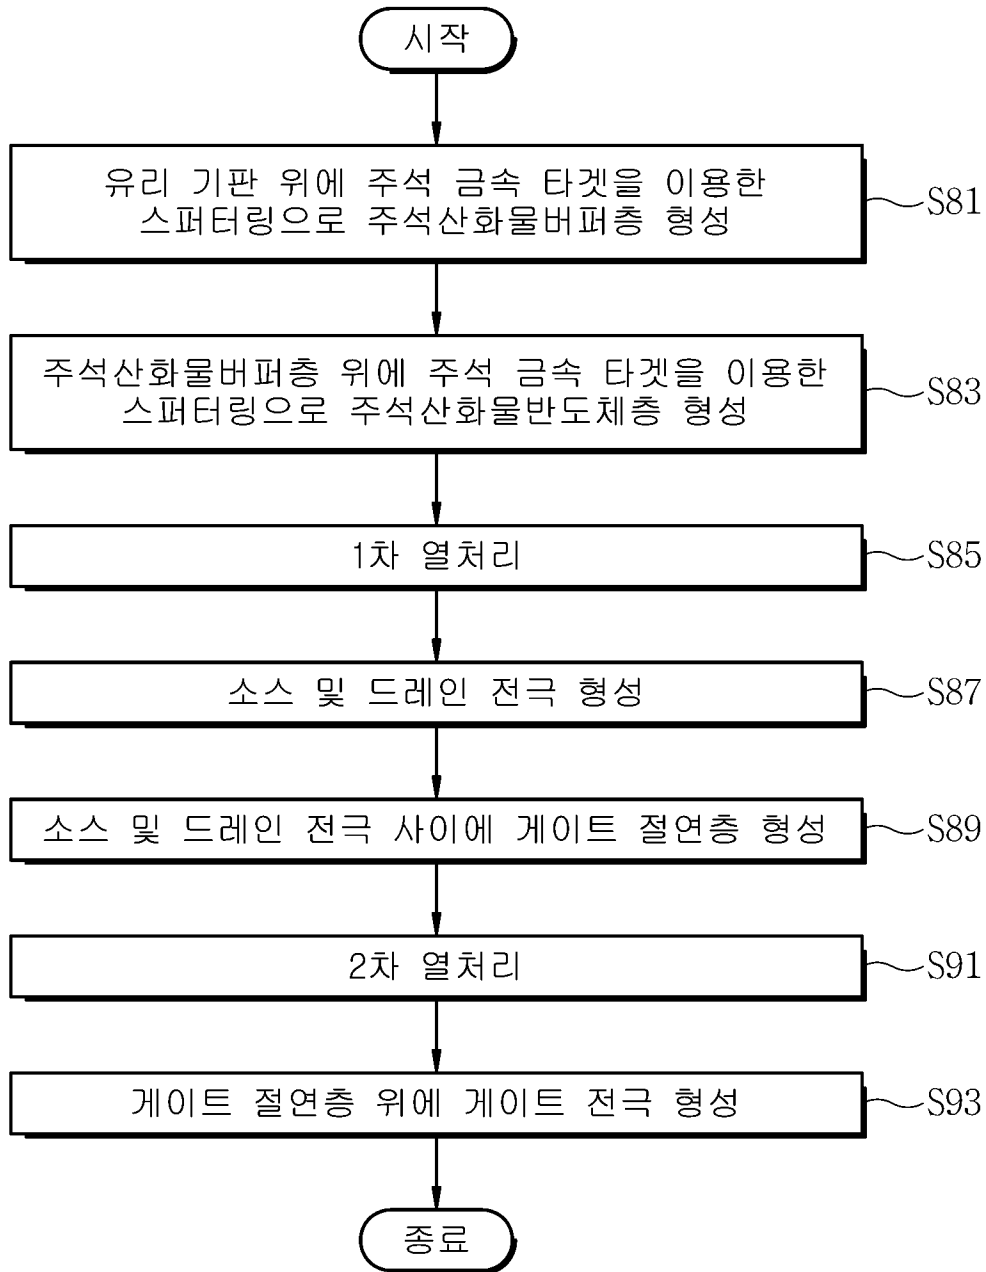 시작
유리 기판 위에 주석 금속 타겟을 이용한
스퍼터링으로 주석산화물버퍼층 형성
S81
주석산화물버퍼층 위에 주석 금속 타겟을 이용한
스퍼터링으로 주석산화물반도체층 형성
S83
1차 열처리
S85
소스 및 드레인 전극 형성
S87
소스 및 드레인 전극 사이에 게이트 절연층 형성
S89
2차 열처리
S91
게이트 절연층 위에 게이트 전극 형성
S93
종료